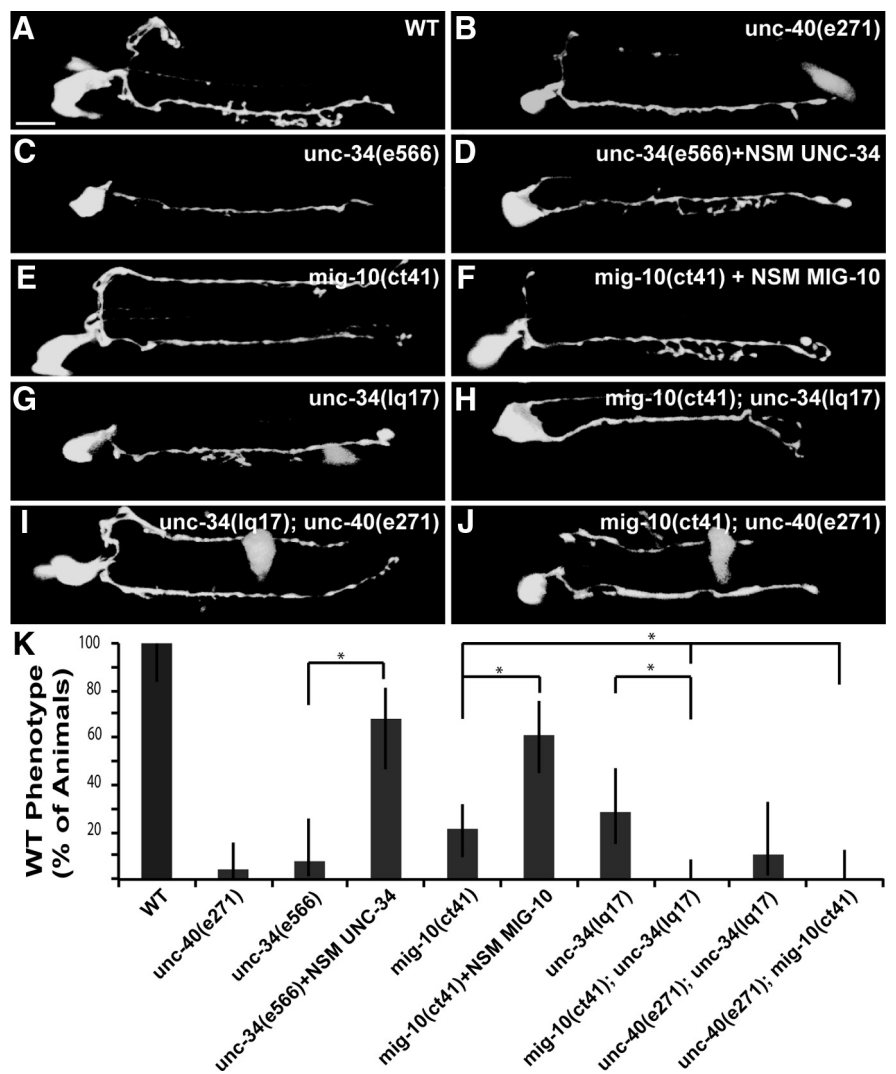 A WT
B unc-40(e271)
C unc-34(e566)
D unc-34(e566)+NSM UNC-34
E mig-10(ct41)
F mig-10(ct41) + NSM MIG-10
G unc-34(lq17)
H mig-10(ct41); unc-34(lq17)
I unc-34(lq17); unc-40(e271)
J mig-10(ct41); unc-40(e271)
K
WT Phenotype
(% of Animals)
100
80
60
40
20
*
*
*
*
WT
unc-40(e271)
unc-34(e566)
unc-34(e566)+NSM UNC-34
mig-10(ct41)
mig-10(ct41)+NSM MIG-10
unc-34(lq17)
mig-10(ct41); unc-34(lq17)
unc-40(e271); unc-34(lq17)
unc-40(e271); mig-10(ct41)